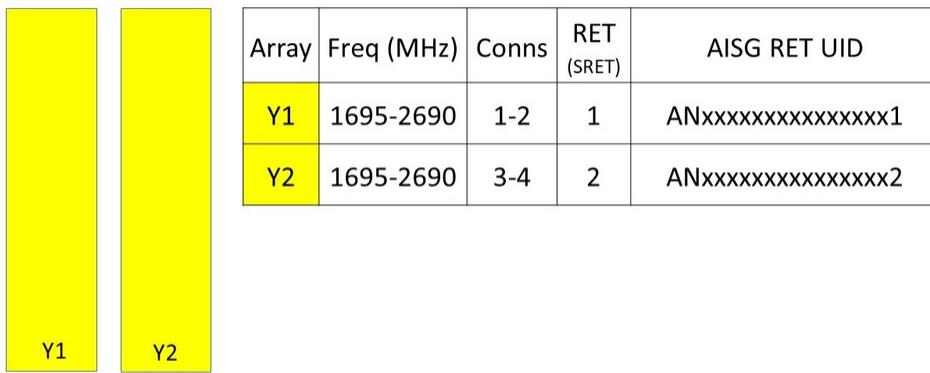 Array Freq (MHz) Conns RET (SRET) AISG RET UID
Y1 1695-2690 1-2 1 ANxxxxxxxxxxxxxxx1
Y2 1695-2690 3-4 2 ANxxxxxxxxxxxxxxx2
Y1
Y2